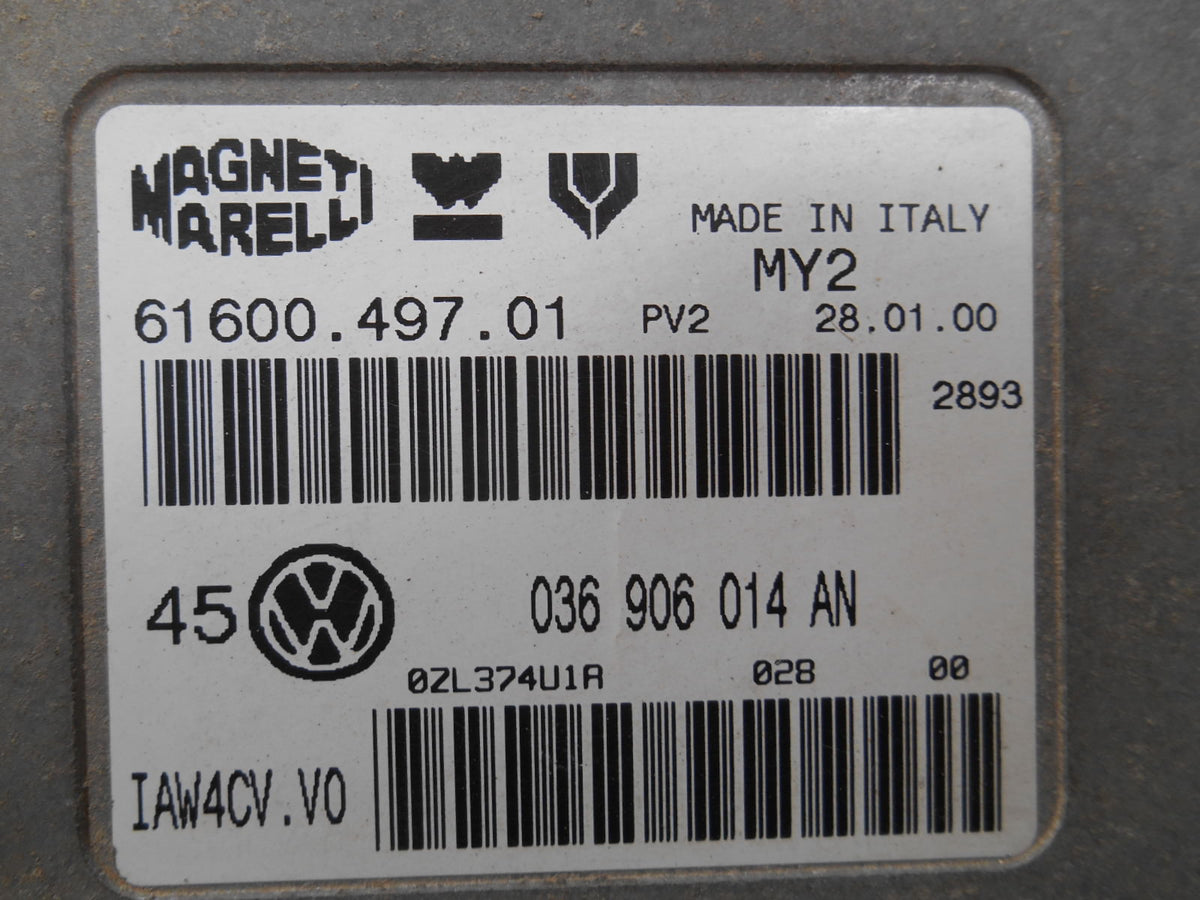 MAGNETI
MARELLI
MADE IN ITALY
MY2
61600.497.01 PV2 28.01.00
2893
45 VW 036 906 014 AN
0ZL374U1A 028 00
IAW4CV.V0